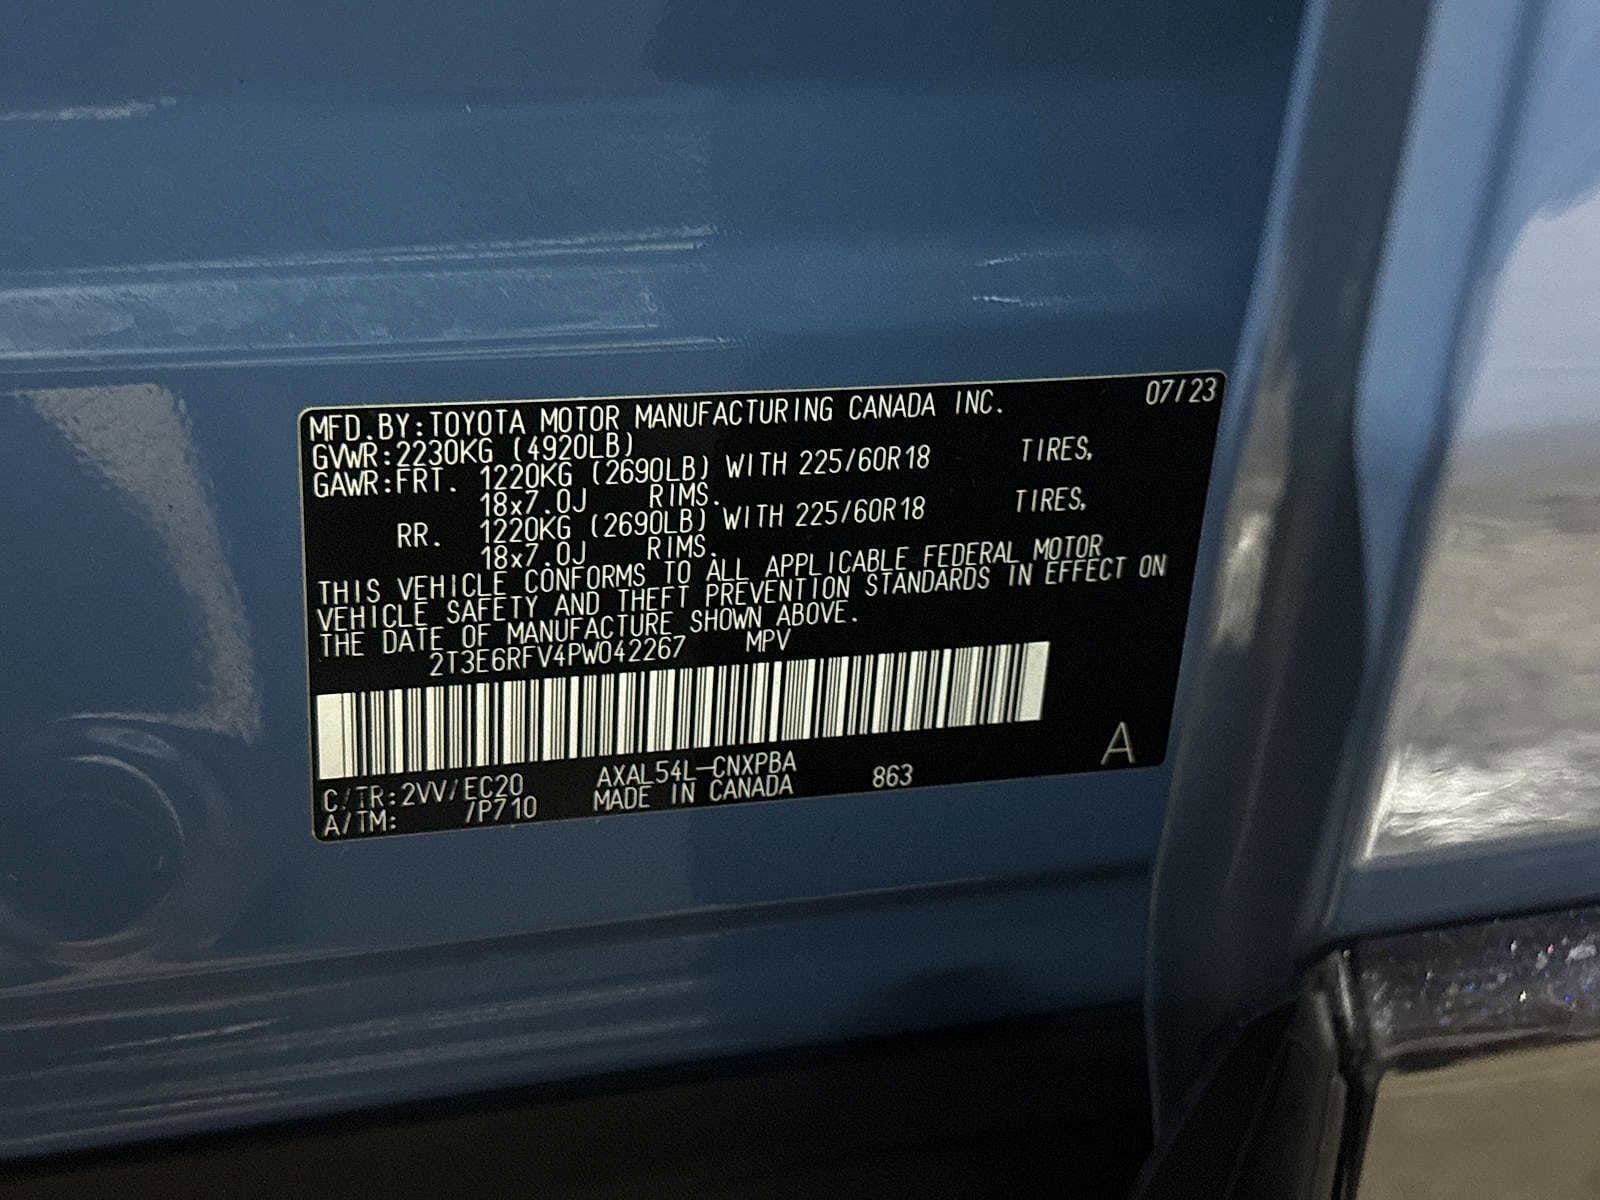 MFD.BY:TOYOTA MOTOR MANUFACTURING CANADA INC. 07/23
GVWR:2230KG (4920LB)
GAWR:FRT. 1220KG (2690LB) WITH 225/60R18 TIRES,
18x7.0J RIMS.
RR. 1220KG (2690LB) WITH 225/60R18 TIRES,
18x7.0J RIMS.
THIS VEHICLE CONFORMS TO ALL APPLICABLE FEDERAL MOTOR
VEHICLE SAFETY AND THEFT PREVENTION STANDARDS IN EFFECT ON
THE DATE OF MANUFACTURE SHOWN ABOVE.
2T3E6RFV4PW042267 MPV
C/TR:2VV/EC20 AXAL54L-CNXPBA 863 A
A/TM: /P710 MADE IN CANADA